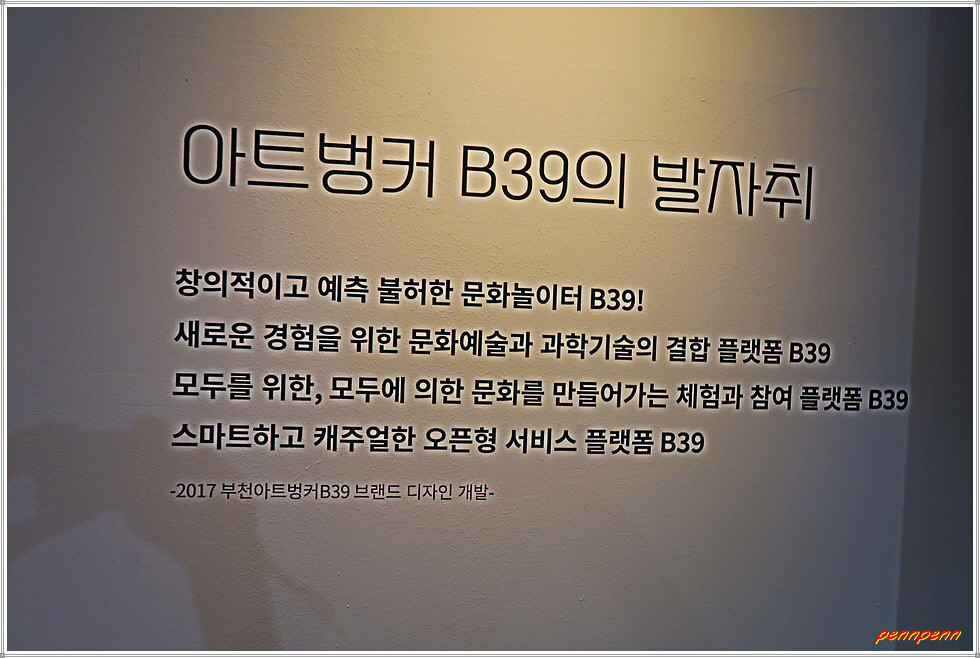 아트벙커 B39의 발자취
창의적이고 예측 불허한 문화놀이터 B39!
새로운 경험을 위한 문화예술과 과학기술의 결합 플랫폼 B39
모두를 위한, 모두에 의한 문화를 만들어가는 체험과 참여 플랫폼 B39
스마트하고 캐주얼한 오픈형 서비스 플랫폼 B39
-2017 부천아트벙커B39 브랜드 디자인 개발-
pennpenn